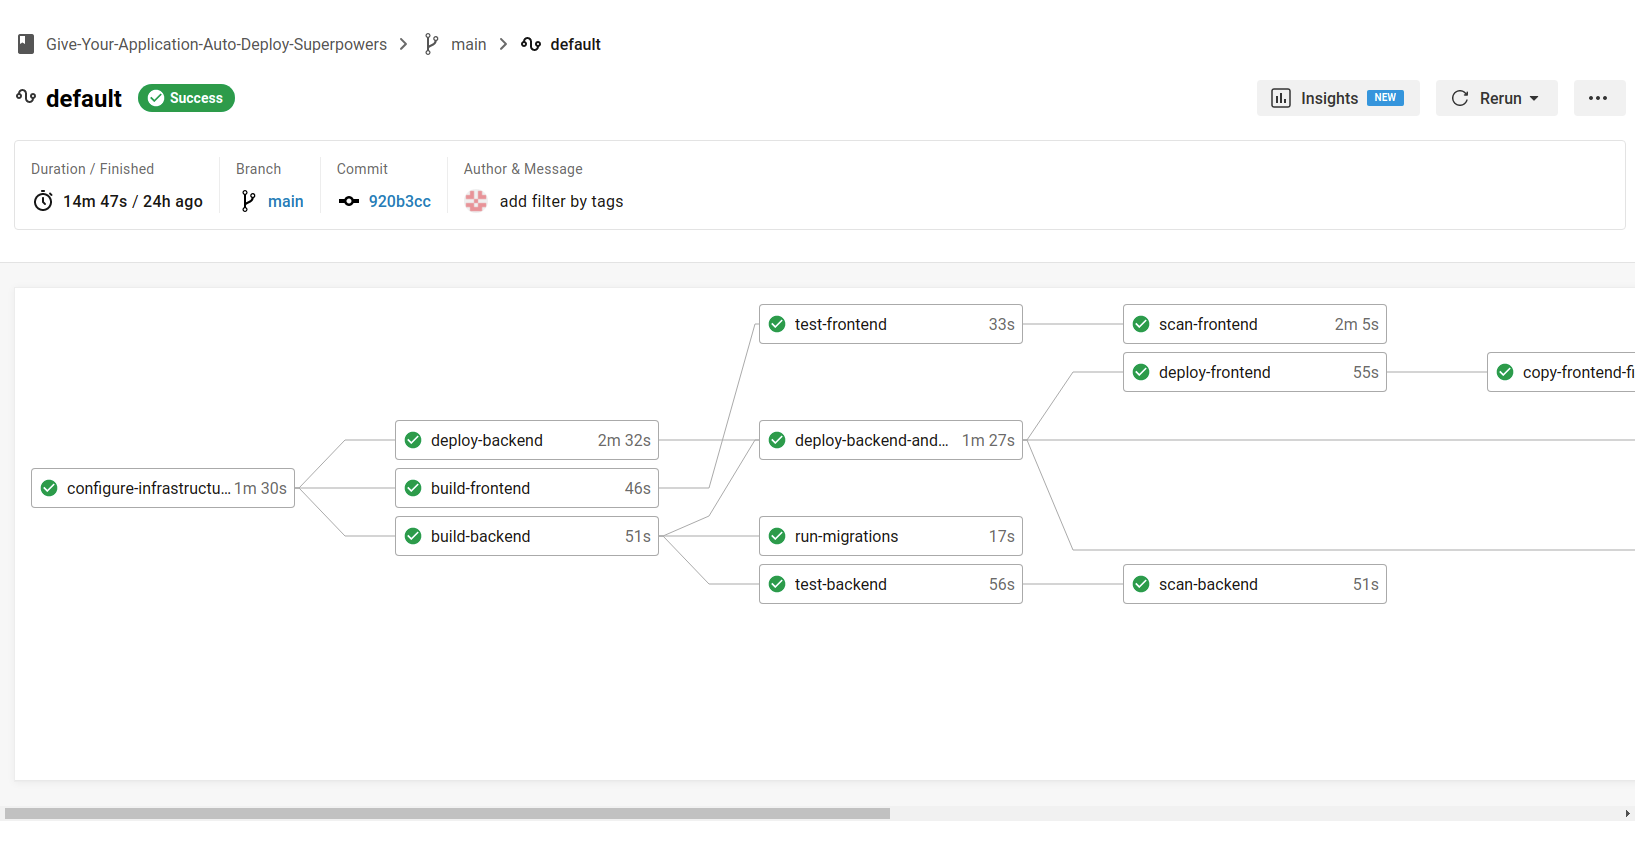 Give-Your-Application-Auto-Deploy-Superpowers main default
default Success Insights NEW Rerun
Duration / Finished Branch Commit Author & Message
14m 47s / 24h ago main 920b3cc add filter by tags
test-frontend 33s scan-frontend 2m 5s
deploy-frontend 55s copy-frontend-fi
deploy-backend 2m 32s deploy-backend-and... 1m 27s
configure-infrastructu... 1m 30s build-frontend 46s
build-backend 51s run-migrations 17s
test-backend 56s scan-backend 51s